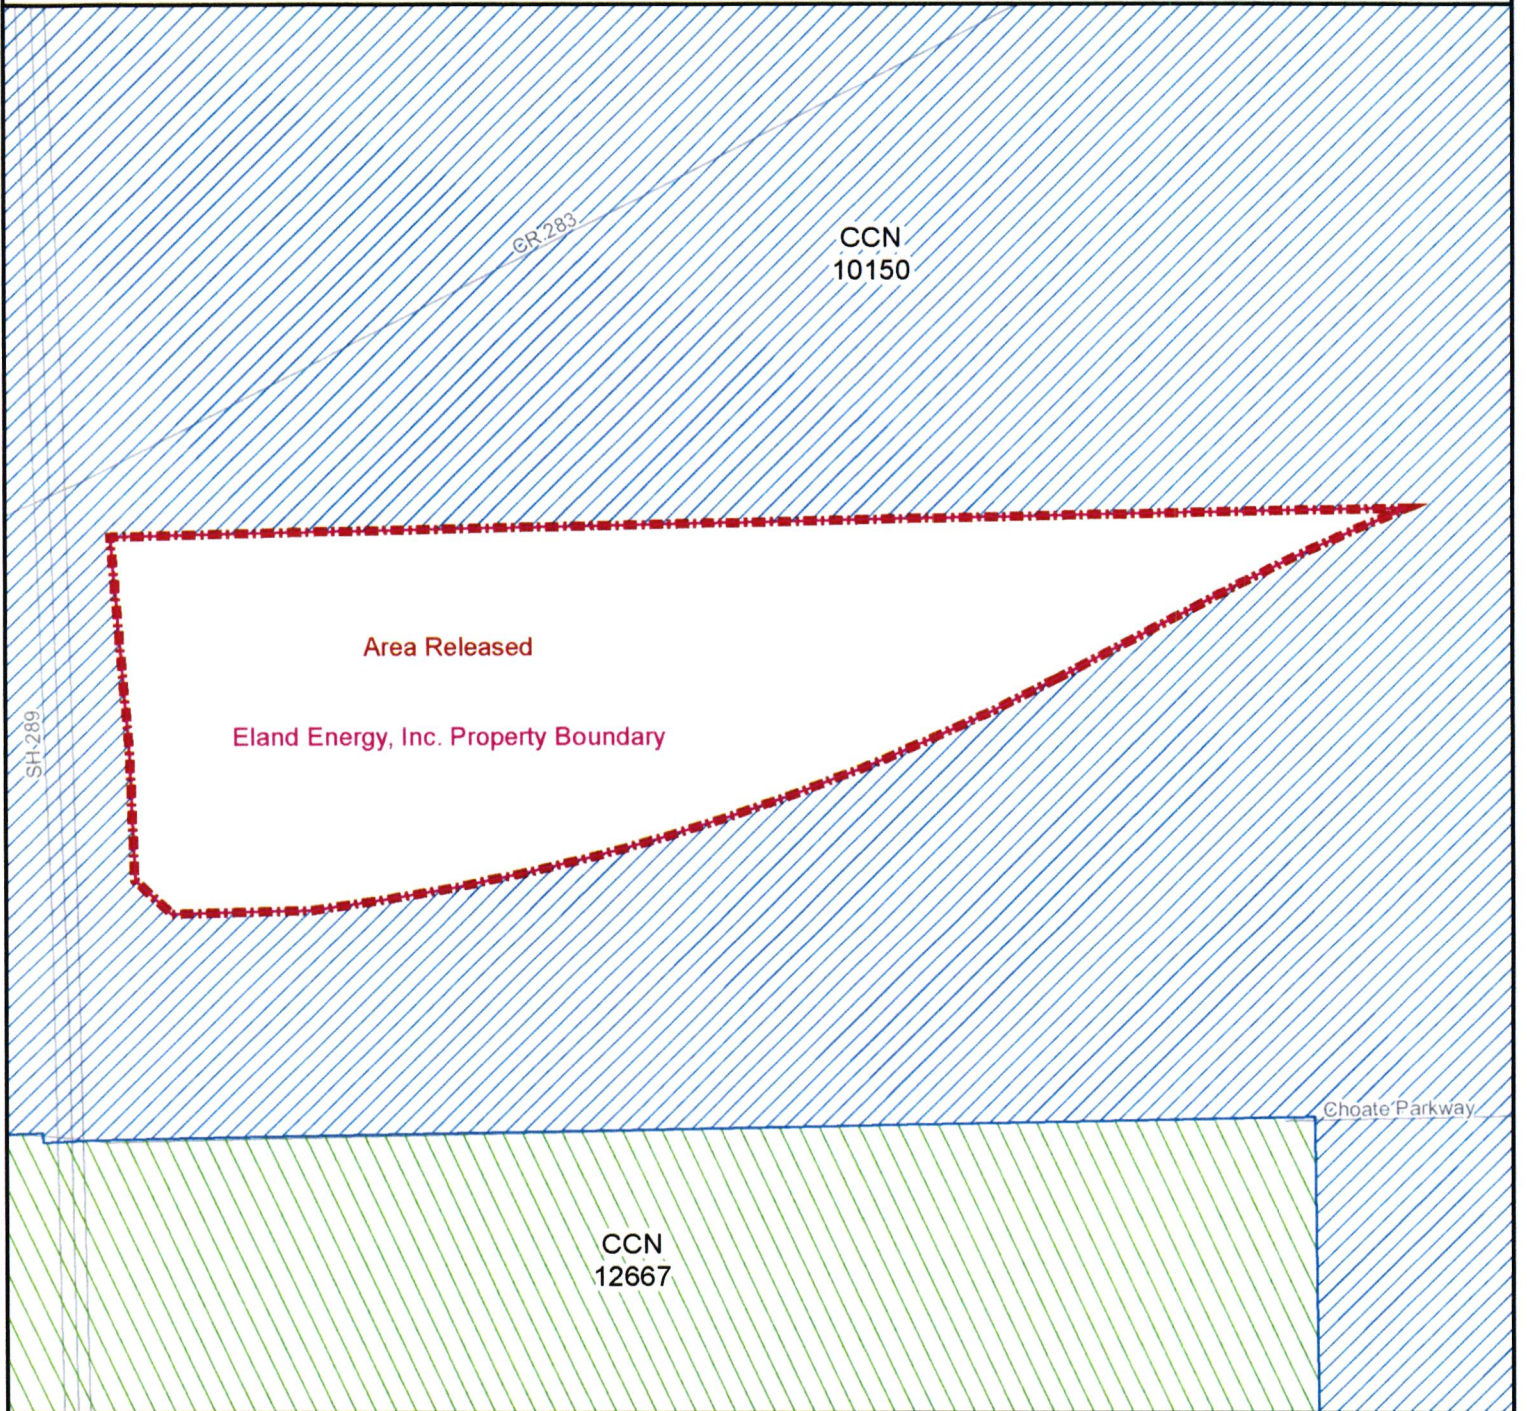 CR 283
CCN
10150
Area Released
Eland Energy, Inc. Property Boundary
SH-289
Choate Parkway
CCN
12667